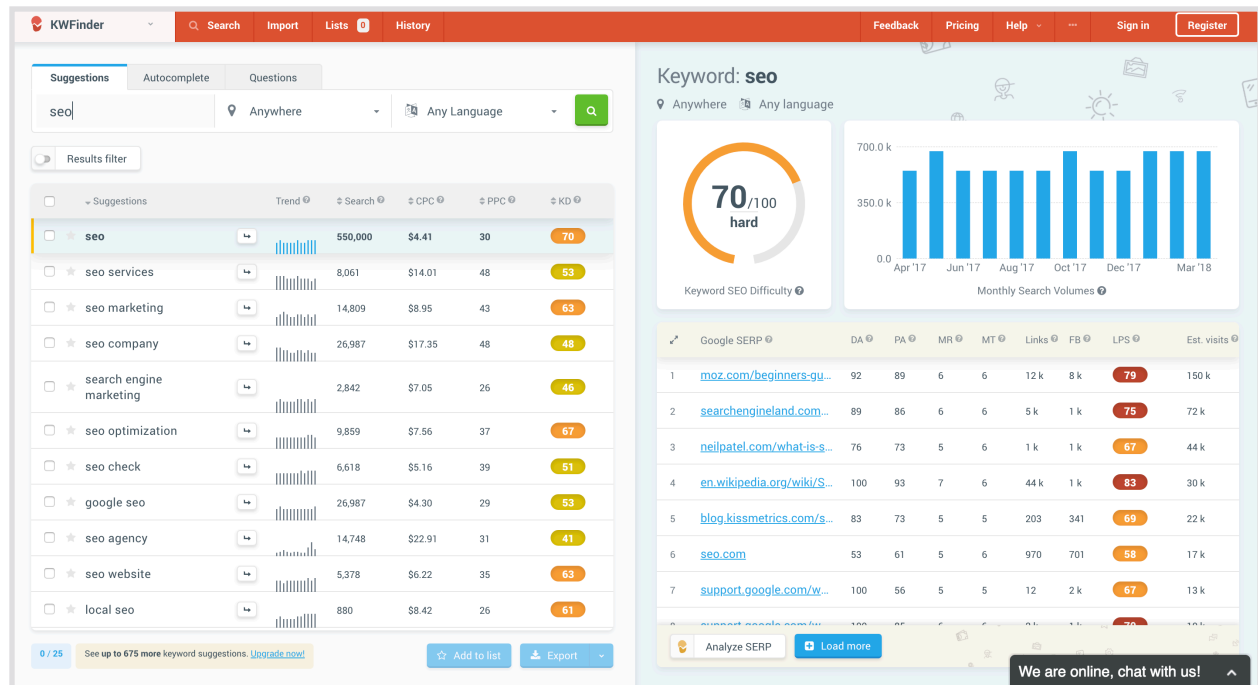 KWFinder Search Import Lists 0 History Feedback Pricing Help ... Sign in Register
Suggestions Autocomplete Questions
seo Anywhere Any Language
Results filter
Suggestions Trend Search CPC PPC KD
seo 550,000 $4.41 30 70
seo services 8,061 $14.01 48 53
seo marketing 14,809 $8.95 43 63
seo company 26,987 $17.35 48 48
search engine
marketing 2,842 $7.05 26 46
seo optimization 9,859 $7.56 37 67
seo check 6,618 $5.16 39 51
google seo 26,987 $4.30 29 53
seo agency 14,748 $22.91 31 41
seo website 5,378 $6.22 35 63
local seo 880 $8.42 26 61
0 / 25 See up to 675 more keyword suggestions. Upgrade now! Add to list Export
Keyword: seo
Anywhere Any language
70/100
hard
Keyword SEO Difficulty
700.0 k
350.0 k
0.0
Apr '17 Jun '17 Aug '17 Oct '17 Dec '17 Mar '18
Monthly Search Volumes
Google SERP DA PA MR MT Links FB LPS Est. visits
1 moz.com/beginners-gu... 92 89 6 6 12 k 8 k 79 150 k
2 searchengineland.com... 89 86 6 6 5 k 1 k 75 72 k
3 neilpatel.com/what-is-s... 76 73 5 6 1 k 1 k 67 44 k
4 en.wikipedia.org/wiki/S... 100 93 7 6 44 k 1 k 83 30 k
5 blog.kissmetrics.com/s... 83 73 5 5 203 341 69 22 k
6 seo.com 53 61 5 6 970 701 58 17 k
7 support.google.com/w... 100 56 5 5 12 2 k 67 13 k
Analyze SERP Load more
We are online, chat with us!